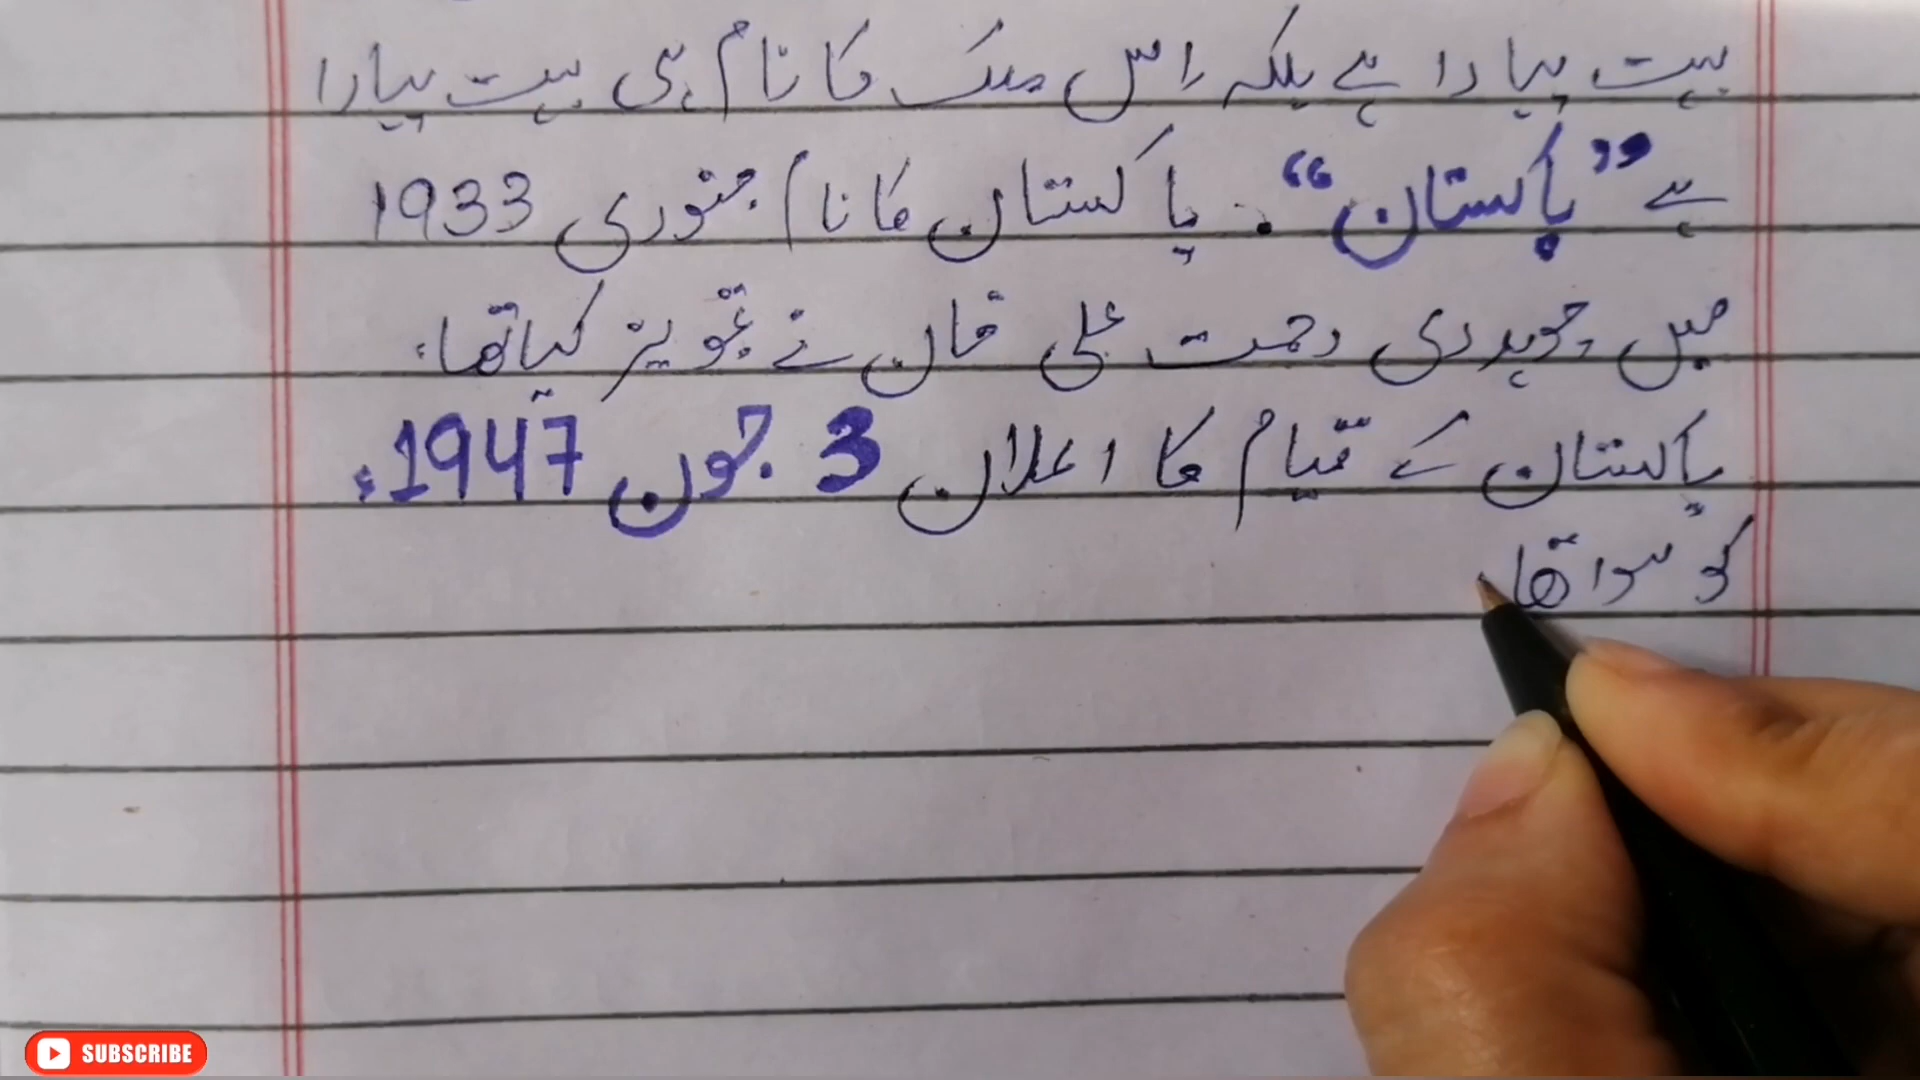 بہت پیارا ہے بلکہ اس ملک کا نام ہی بہت پیارا
ہے ”پاکستان“. پاکستان کا نام جنوری 1933
میں چوہدری رحمت علی خان نے تجویز کیا تھا۔
پاکستان کے قیام کا اعلان 3 جون 1947ء
کو ہوا تھا
SUBSCRIBE